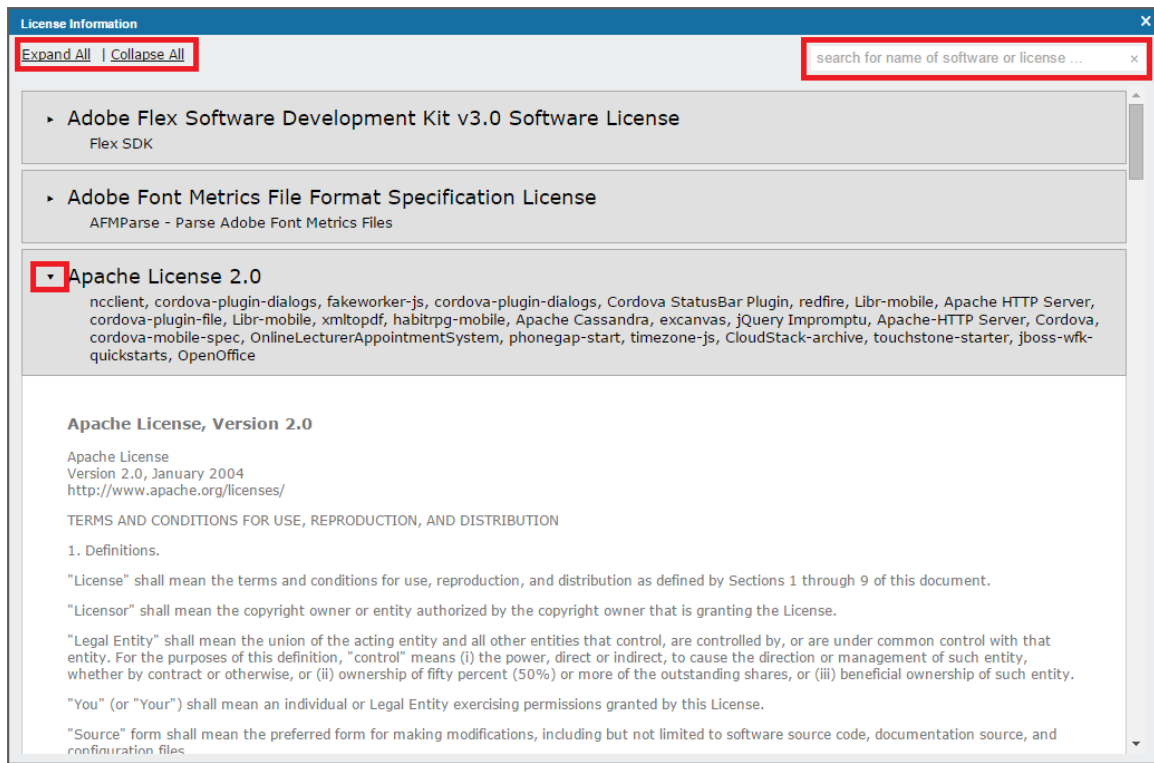 License Information
Expand All | Collapse All
search for name of software or license ...
Adobe Flex Software Development Kit v3.0 Software License
Flex SDK
Adobe Font Metrics File Format Specification License
AFMParse - Parse Adobe Font Metrics Files
Apache License 2.0
ncclient, cordova-plugin-dialogs, fakeworker-js, cordova-plugin-dialogs, Cordova StatusBar Plugin, redfire, Libr-mobile, Apache HTTP Server,
cordova-plugin-file, Libr-mobile, xmltopdf, habitrpg-mobile, Apache Cassandra, excanvas, jQuery Impromptu, Apache-HTTP Server, Cordova,
cordova-mobile-spec, OnlineLecturerAppointmentSystem, phonegap-start, timezone-js, CloudStack-archive, touchstone-starter, jboss-wfk-
quickstarts, OpenOffice
Apache License, Version 2.0
Apache License
Version 2.0, January 2004
http://www.apache.org/licenses/
TERMS AND CONDITIONS FOR USE, REPRODUCTION, AND DISTRIBUTION
1. Definitions.
"License" shall mean the terms and conditions for use, reproduction, and distribution as defined by Sections 1 through 9 of this document.
"Licensor" shall mean the copyright owner or entity authorized by the copyright owner that is granting the License.
"Legal Entity" shall mean the union of the acting entity and all other entities that control, are controlled by, or are under common control with that
entity. For the purposes of this definition, "control" means (i) the power, direct or indirect, to cause the direction or management of such entity,
whether by contract or otherwise, or (ii) ownership of fifty percent (50%) or more of the outstanding shares, or (iii) beneficial ownership of such entity.
"You" (or "Your") shall mean an individual or Legal Entity exercising permissions granted by this License.
"Source" form shall mean the preferred form for making modifications, including but not limited to software source code, documentation source, and
configuration files.